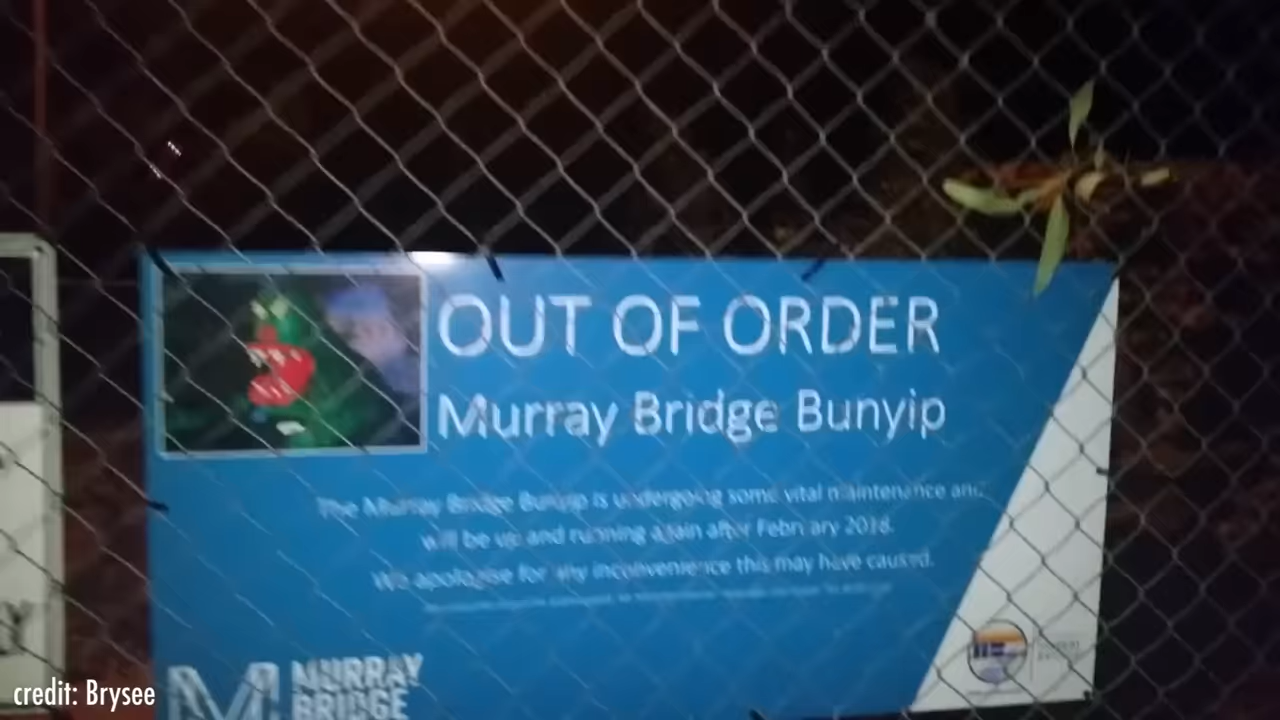 OUT OF ORDER
Murray Bridge Bunyip
The Murray Bridge Bunyip is undergoing some vital maintenance and
will be up and running again after February 2018.
We apologise for any inconvenience this may have caused.
MURRAY
BRIDGE
credit: Brysee